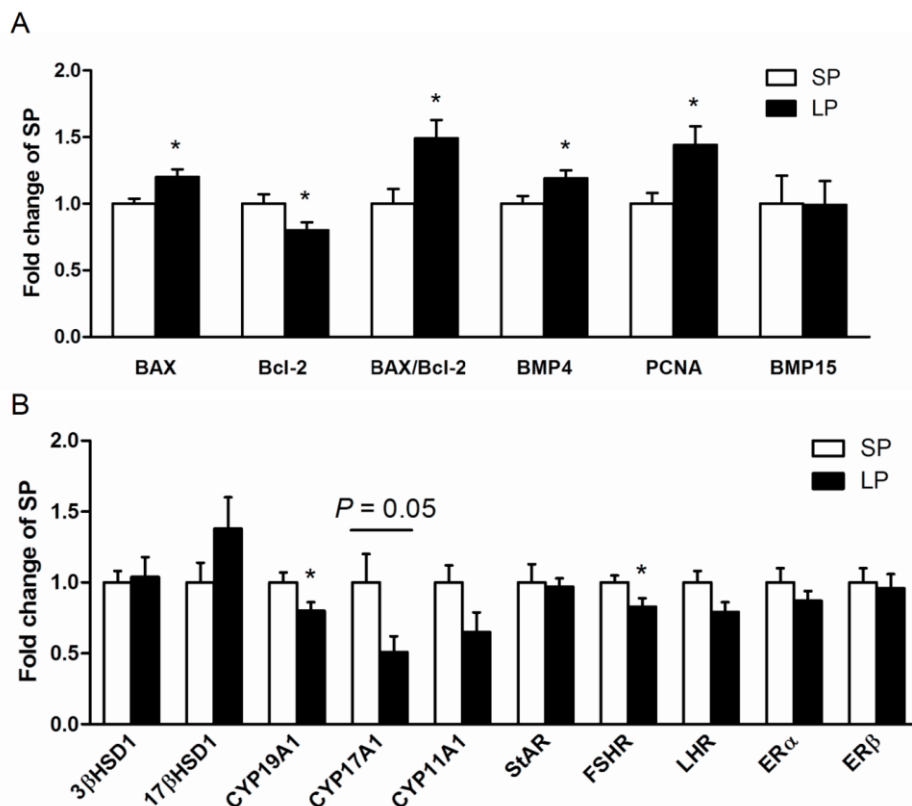 A
Fold change of SP
2.0
1.5
1.0
0.5
0.0
SP
LP
*
*
*
*
*
BAX
Bcl-2
BAX/Bcl-2
BMP4
PCNA
BMP15
B
Fold change of SP
2.0
1.5
1.0
0.5
0.0
SP
LP
P = 0.05
*
*
3βHSD1
17βHSD1
CYP19A1
CYP17A1
CYP11A1
StAR
FSHR
LHR
ERα
ERβ